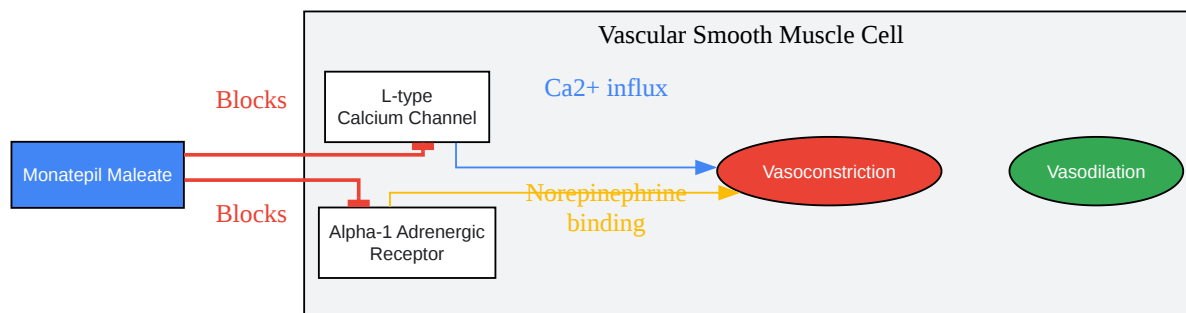 Vascular Smooth Muscle Cell
L-type
Calcium Channel
Ca2+ influx
Blocks
Monatepil Maleate
Vasoconstriction
Vasodilation
Blocks
Norepinephrine
binding
Alpha-1 Adrenergic
Receptor